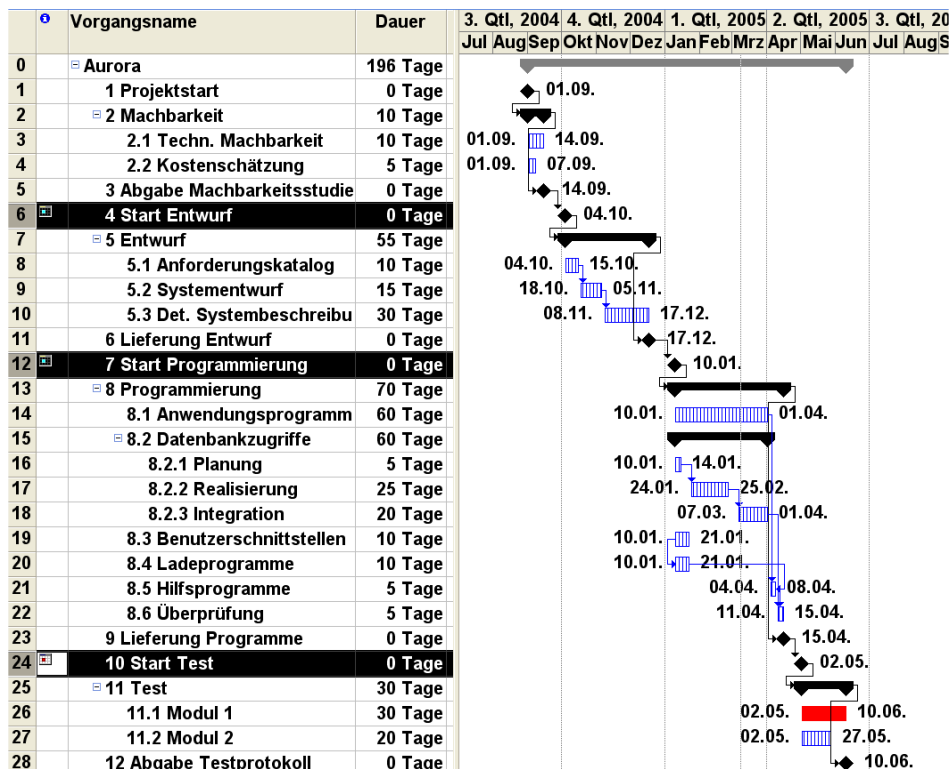 Vorgangsname Dauer 3. Qtl, 2004 4. Qtl, 2004 1. Qtl, 2005 2. Qtl, 2005 3. Qtl, 20
Jul Aug Sep Okt Nov Dez Jan Feb Mrz Apr Mai Jun Jul Aug S
0 Aurora 196 Tage
1 1 Projektstart 0 Tage 01.09.
2 2 Machbarkeit 10 Tage
3 2.1 Techn. Machbarkeit 10 Tage 01.09. 14.09.
4 2.2 Kostenschätzung 5 Tage 01.09. 07.09.
5 3 Abgabe Machbarkeitsstudie 0 Tage 14.09.
6 4 Start Entwurf 0 Tage 04.10.
7 5 Entwurf 55 Tage
8 5.1 Anforderungskatalog 10 Tage 04.10. 15.10.
9 5.2 Systementwurf 15 Tage 18.10. 05.11.
10 5.3 Det. Systembeschreibu 30 Tage 08.11. 17.12.
11 6 Lieferung Entwurf 0 Tage 17.12.
12 7 Start Programmierung 0 Tage 10.01.
13 8 Programmierung 70 Tage
14 8.1 Anwendungsprogramm 60 Tage 10.01. 01.04.
15 8.2 Datenbankzugriffe 60 Tage
16 8.2.1 Planung 5 Tage 10.01. 14.01.
17 8.2.2 Realisierung 25 Tage 24.01. 25.02.
18 8.2.3 Integration 20 Tage 07.03. 01.04.
19 8.3 Benutzerschnittstellen 10 Tage 10.01. 21.01.
20 8.4 Ladeprogramme 10 Tage 10.01. 21.01.
21 8.5 Hilfsprogramme 5 Tage 04.04. 08.04.
22 8.6 Überprüfung 5 Tage 11.04. 15.04.
23 9 Lieferung Programme 0 Tage 15.04.
24 10 Start Test 0 Tage 02.05.
25 11 Test 30 Tage
26 11.1 Modul 1 30 Tage 02.05. 10.06.
27 11.2 Modul 2 20 Tage 02.05. 27.05.
28 12 Abgabe Testprotokoll 0 Tage 10.06.